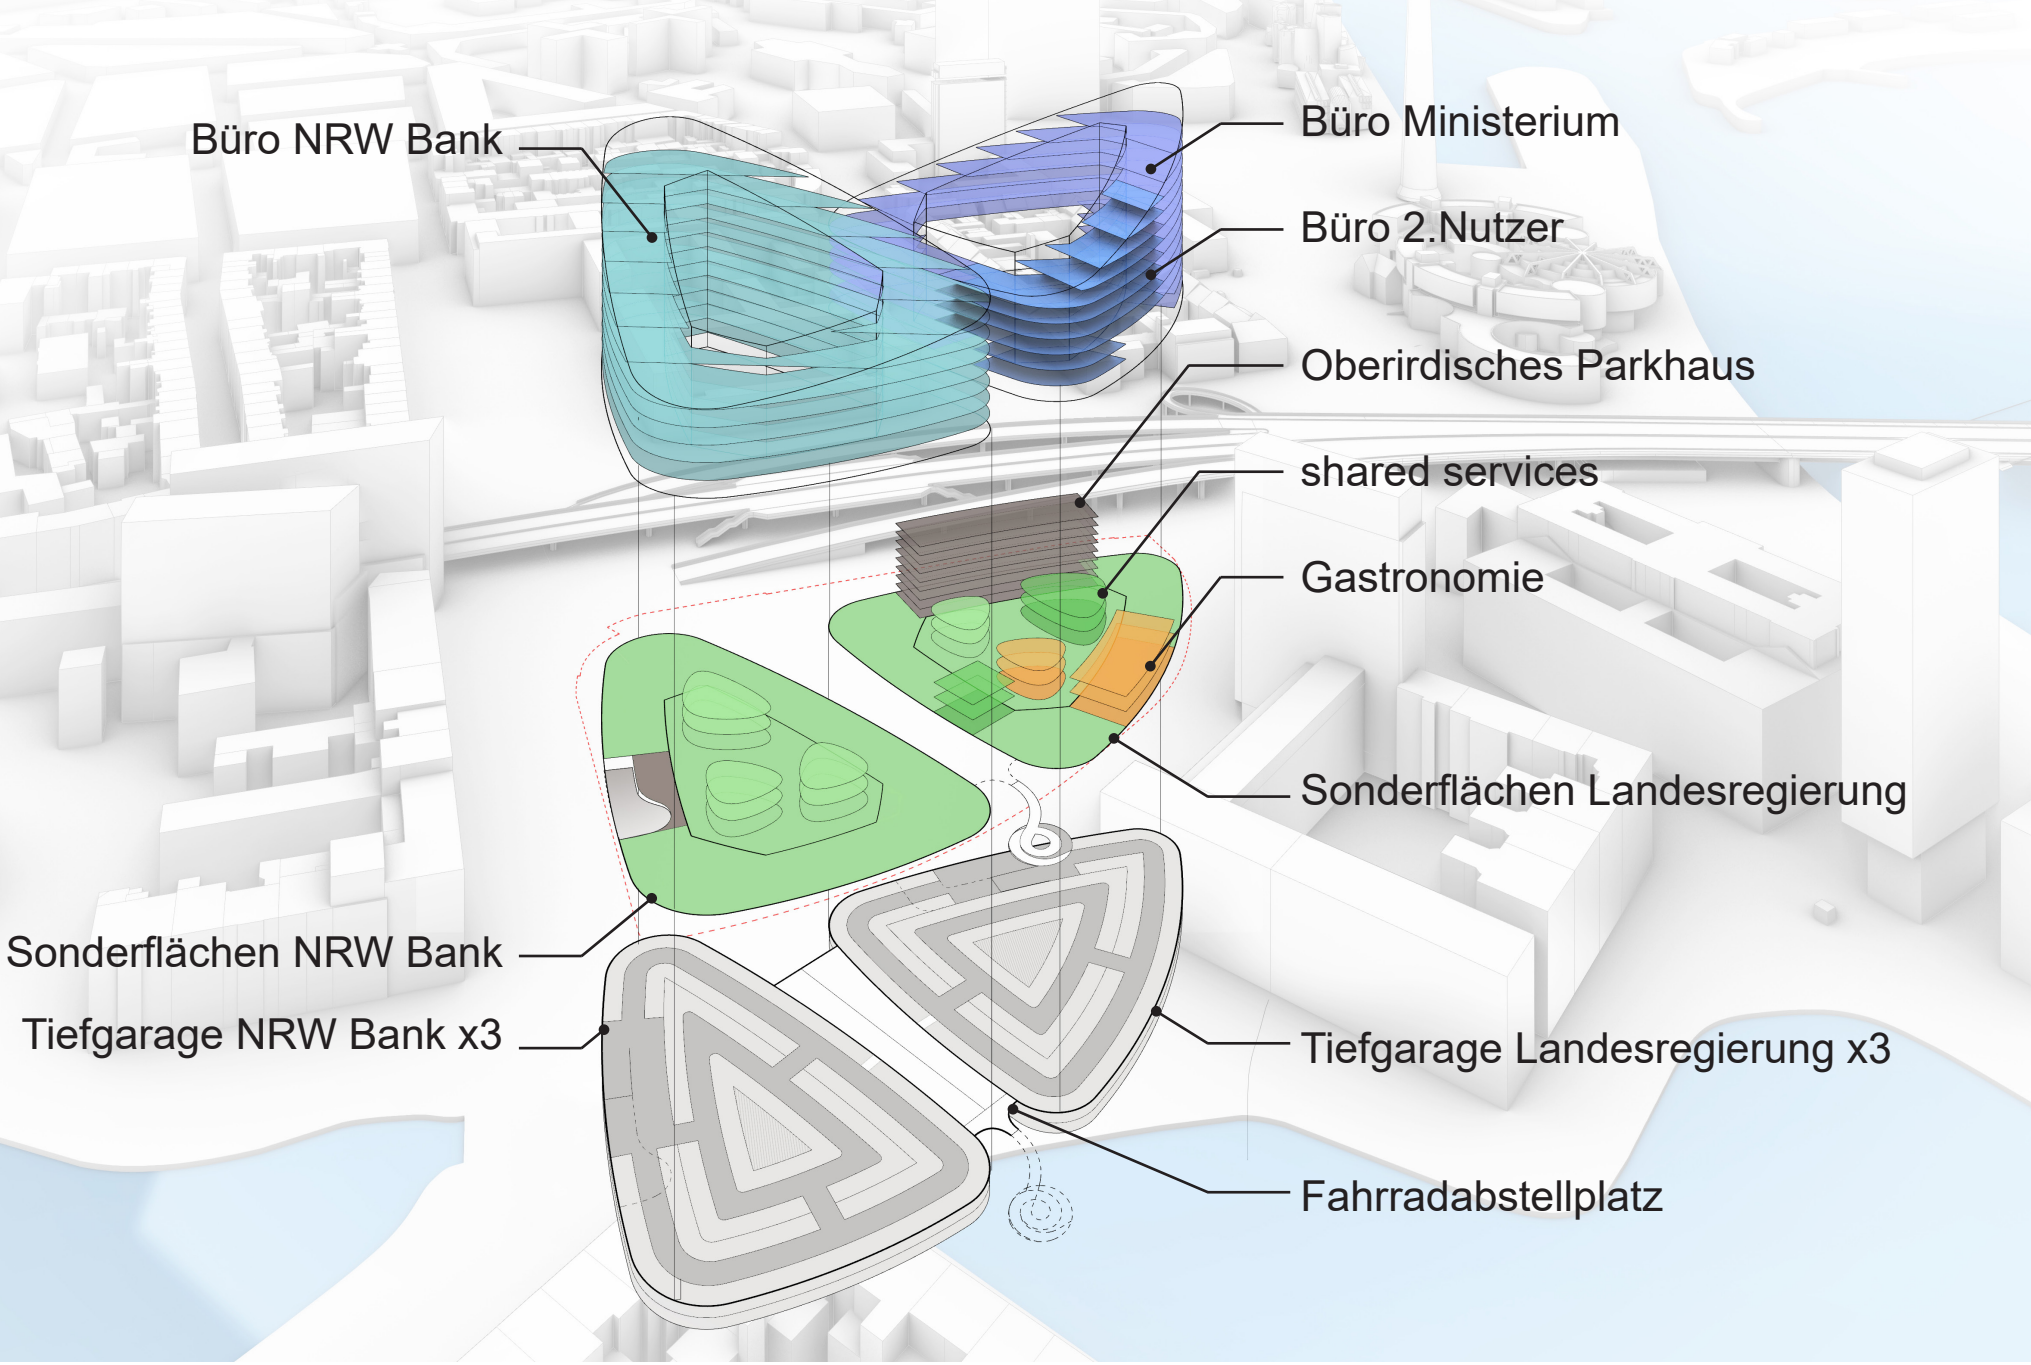 Büro NRW Bank
Büro Ministerium
Büro 2.Nutzer
Oberirdisches Parkhaus
shared services
Gastronomie
Sonderflächen Landesregierung
Sonderflächen NRW Bank
Tiefgarage NRW Bank x3
Tiefgarage Landesregierung x3
Fahrradabstellplatz